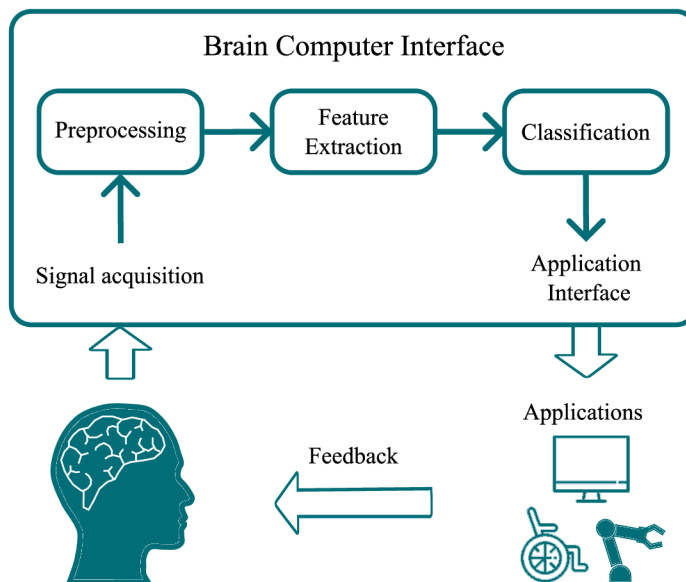 Brain Computer Interface
Preprocessing
Feature
Extraction
Classification
Signal acquisition
Application
Interface
Applications
Feedback